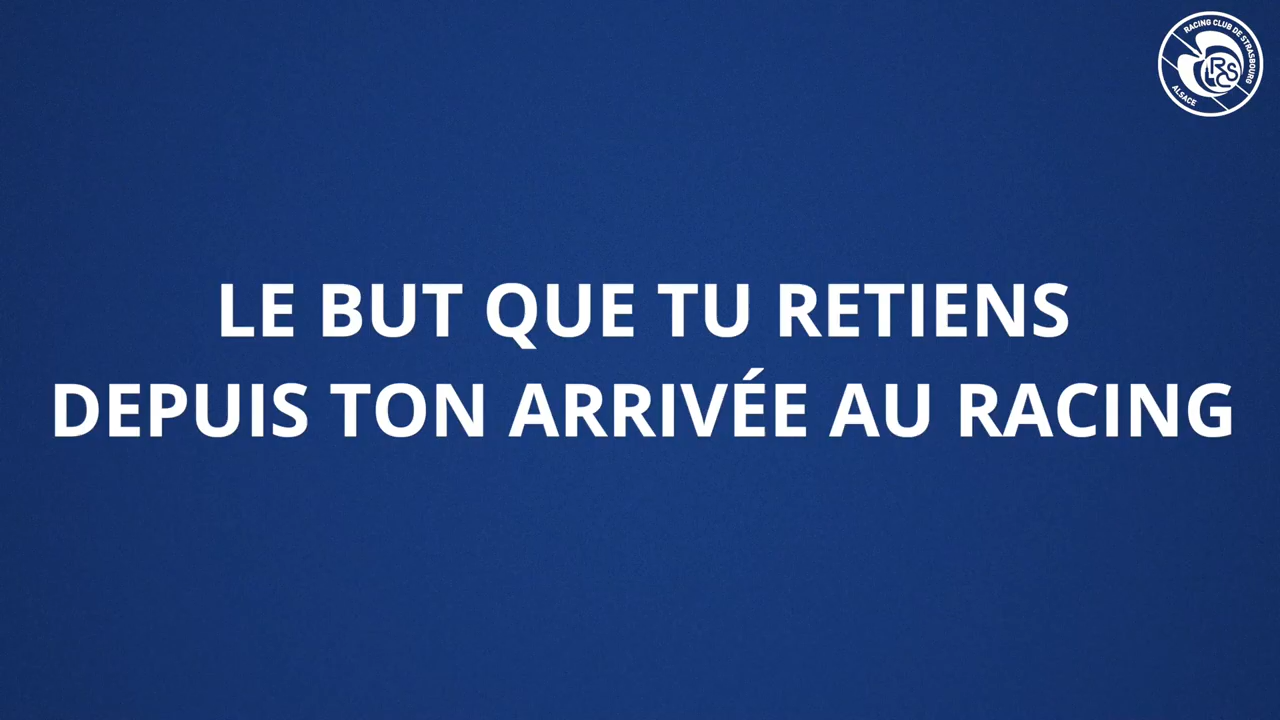 RACING CLUB DE STRASBOURG
RCS
ALSACE
LE BUT QUE TU RETIENS
DEPUIS TON ARRIVÉE AU RACING